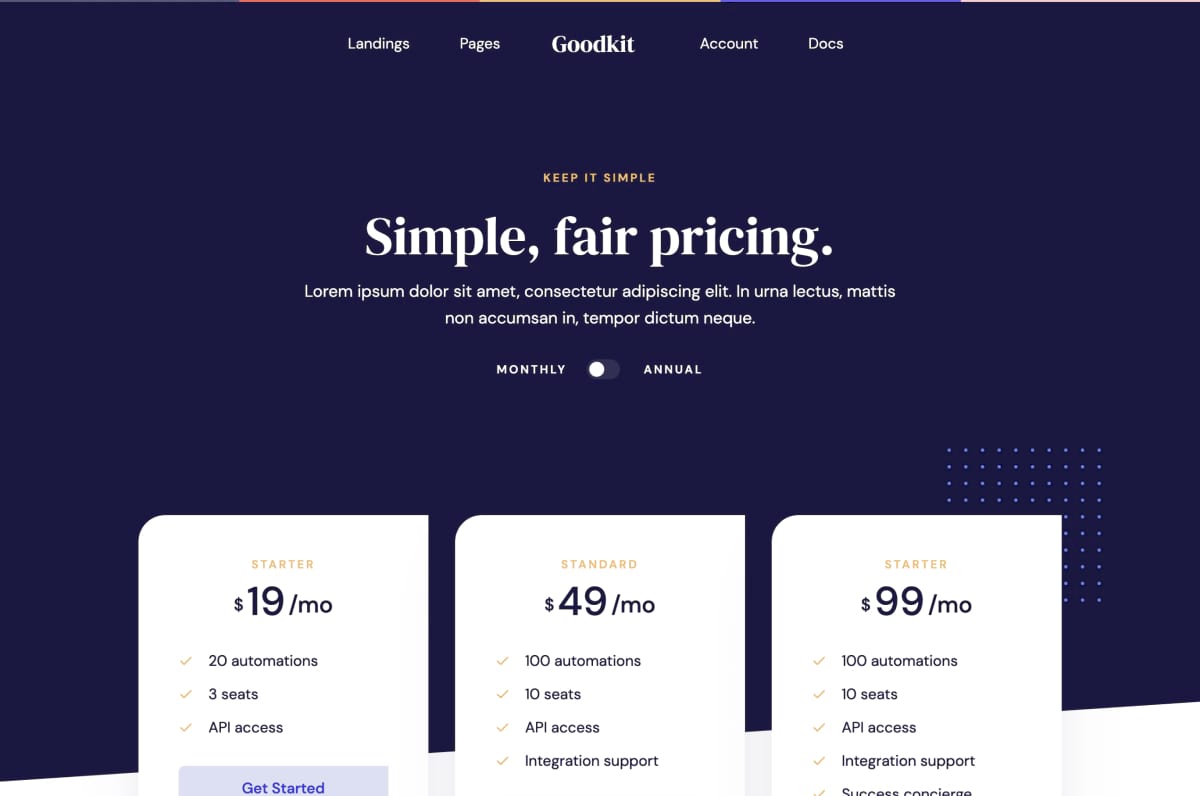 Landings Pages Goodkit Account Docs
KEEP IT SIMPLE
Simple, fair pricing.
Lorem ipsum dolor sit amet, consectetur adipiscing elit. In urna lectus, mattis
non accumsan in, tempor dictum neque.
MONTHLY ANNUAL
STARTER
$19/mo
20 automations
3 seats
API access
Get Started
STANDARD
$49/mo
100 automations
10 seats
API access
Integration support
STARTER
$99/mo
100 automations
10 seats
API access
Integration support
Success concierge